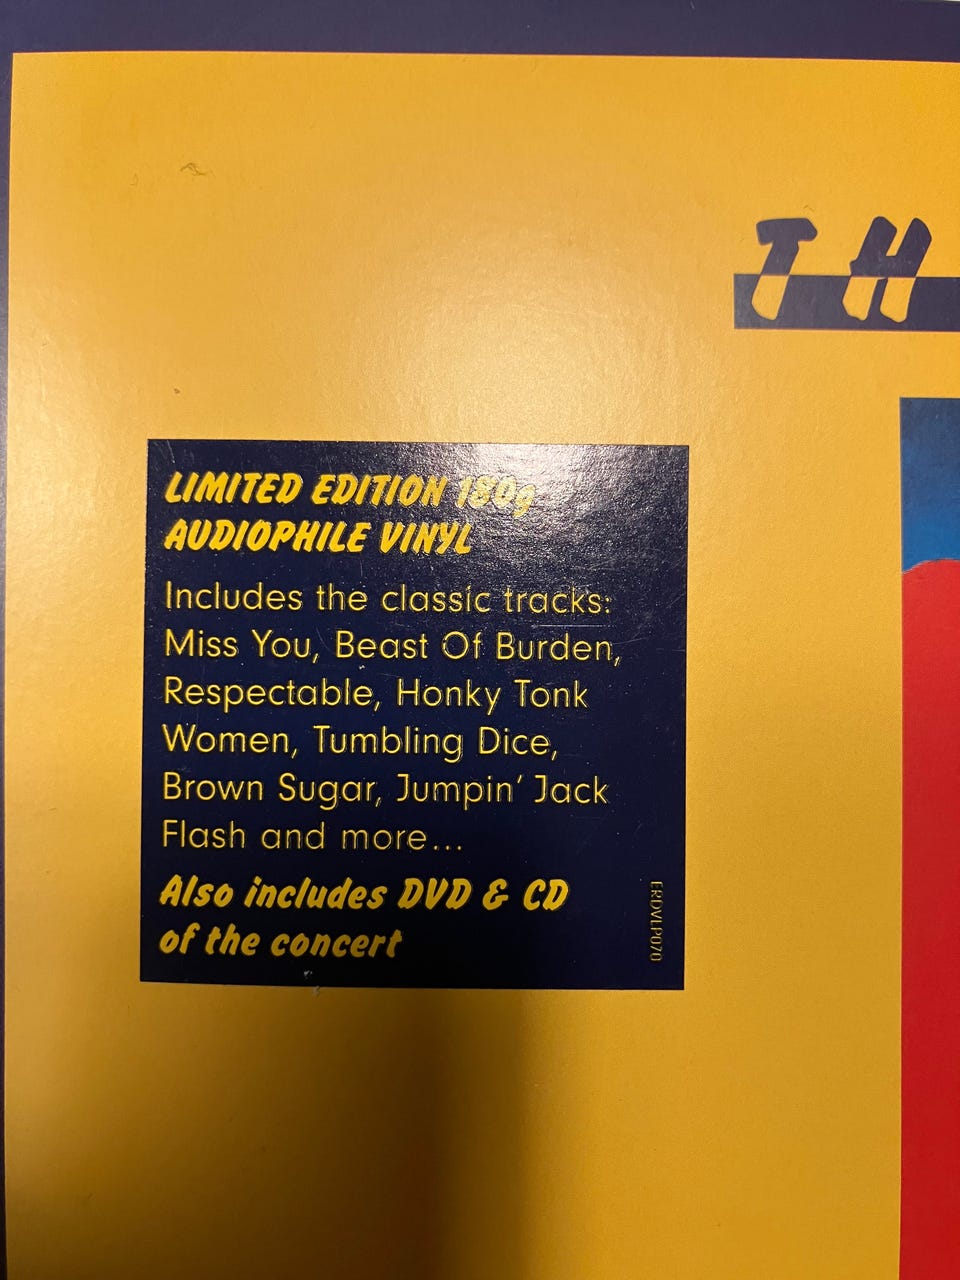 TH
LIMITED EDITION 180g
AUDIOPHILE VINYL
Includes the classic tracks:
Miss You, Beast Of Burden,
Respectable, Honky Tonk
Women, Tumbling Dice,
Brown Sugar, Jumpin' Jack
Flash and more...
Also includes DVD & CD
of the concert
ERDVLP070